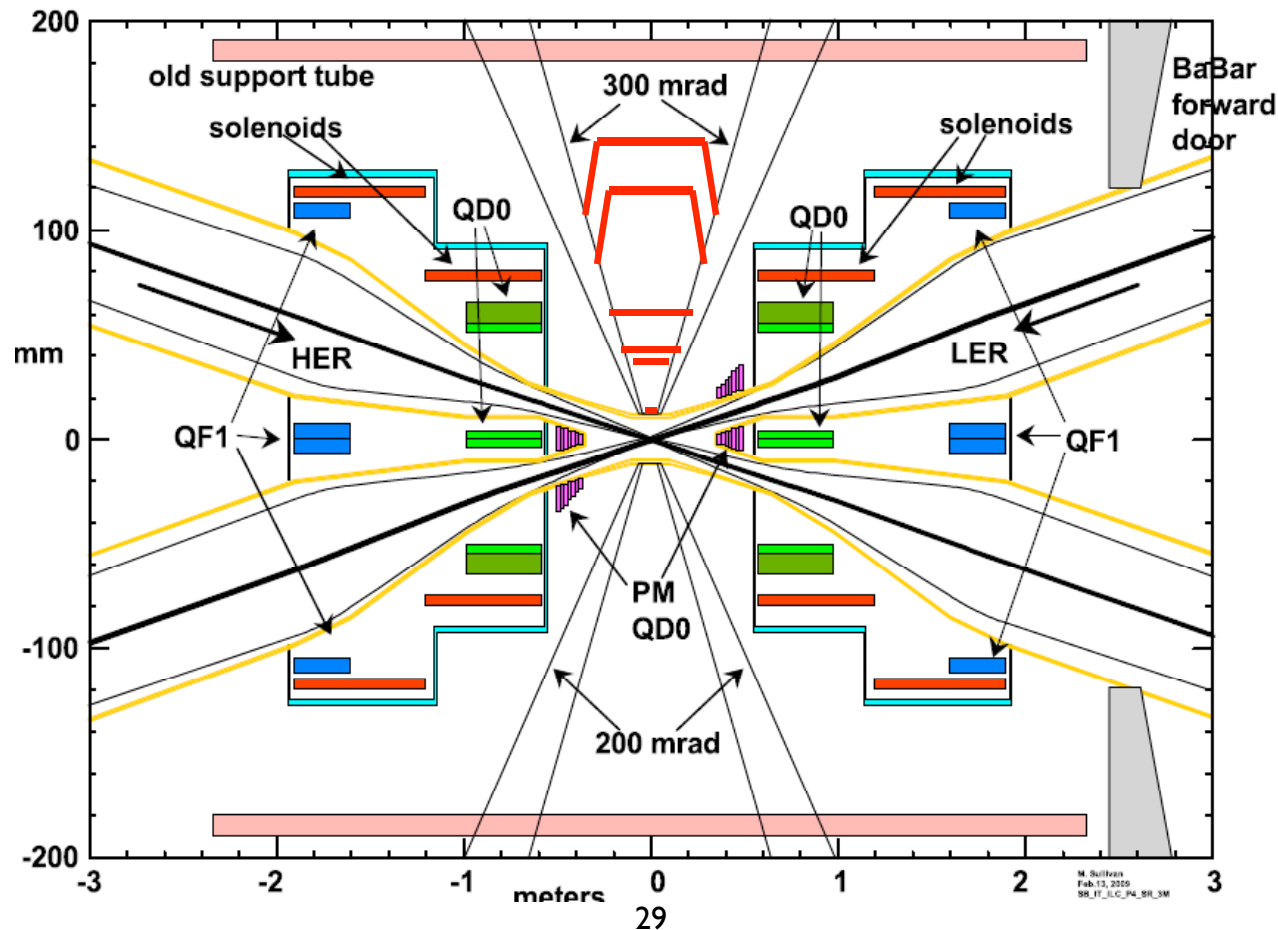 200
old support tube
300 mrad
BaBar
forward
door
solenoids
solenoids
QD0
QD0
100
mm
HER
LER
QF1
0
QF1
PM
QD0
-100
200 mrad
-200
-3
-2
-1
0
1
2
3
meters
M. Sullivan
Feb.13, 2009
SB_IT_ILC_P4_SR_3M
29